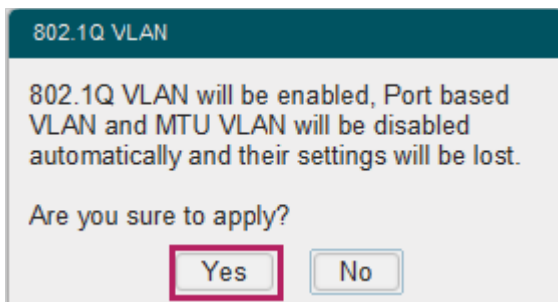 802.1Q VLAN
802.1Q VLAN will be enabled, Port based
VLAN and MTU VLAN will be disabled
automatically and their settings will be lost.
Are you sure to apply?
Yes No